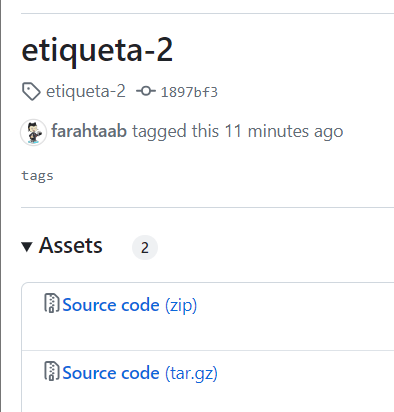 etiqueta-2
etiqueta-2 1897bf3
farahtaab tagged this 11 minutes ago
tags
Assets 2
Source code (zip)
Source code (tar.gz)